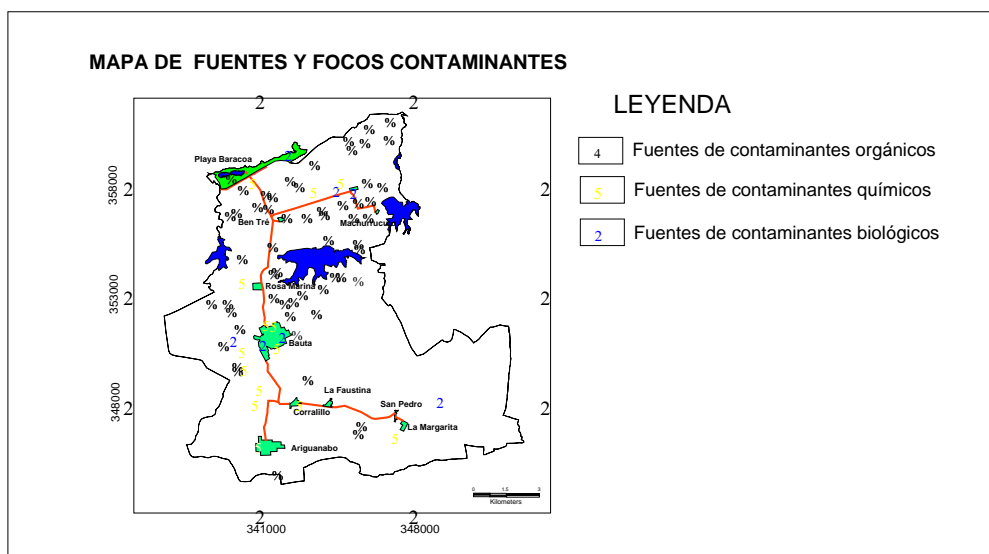 MAPA DE FUENTES Y FOCOS CONTAMINANTES
LEYENDA
4 Fuentes de contaminantes orgánicos
5 Fuentes de contaminantes químicos
2 Fuentes de contaminantes biológicos
Playa Baracoa
Ben Tré
Machurrucu
Rosa Marina
Bauta
La Faustina
San Pedro
Corralillo
La Margarita
Ariguanabo
358000
353000
348000
341000
348000
0 1.5 3
Kilometers